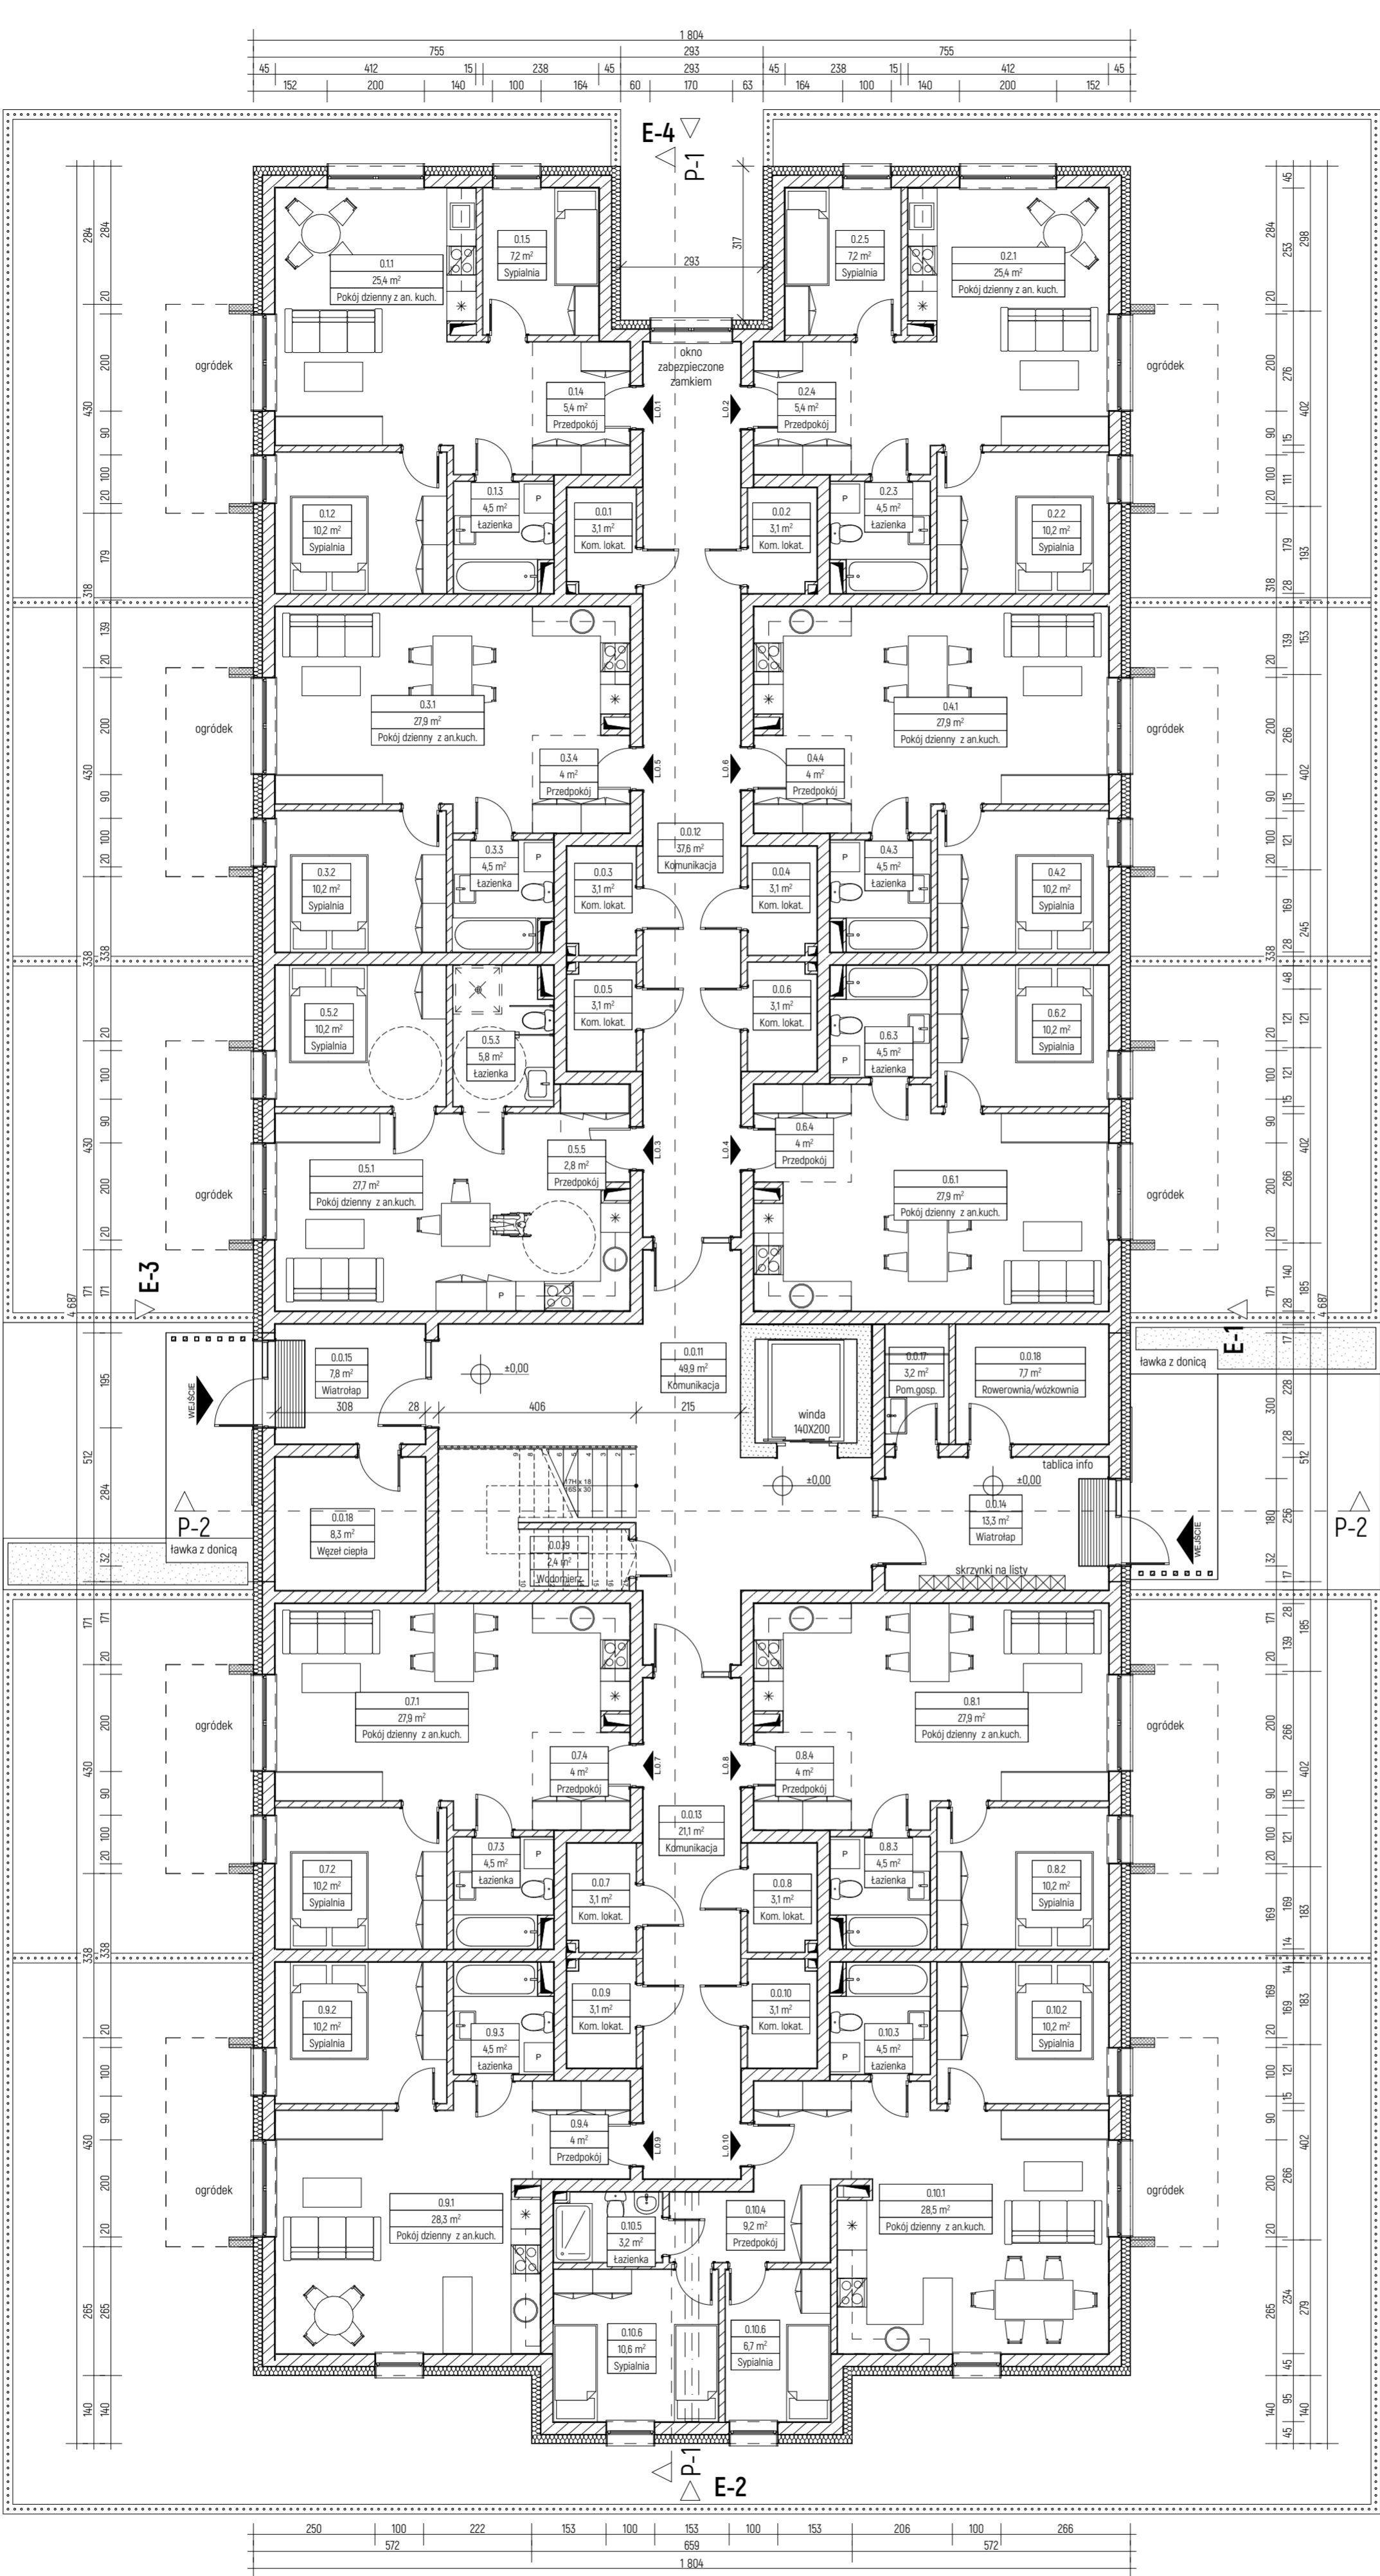 1 804
755 293 755
45 412 15 238 45 293 45 238 15 412 45
152 200 140 100 164 60 170 63 164 100 140 200 152
E-4
P-1
317
293
0.1.5
7,2 m²
Sypialnia
0.2.5
7,2 m²
Sypialnia
0.1.1
25,4 m²
Pokój dzienny z an. kuch.
0.2.1
25,4 m²
Pokój dzienny z an. kuch.
okno
zabezpieczone
zamkiem
ogródek
ogródek
0.1.4
5,4 m²
Przedpokój
L.0.1
L.0.2
0.2.4
5,4 m²
Przedpokój
0.1.2
10,2 m²
Sypialnia
0.1.3
4,5 m²
Łazienka
P
0.0.1
3,1 m²
Kom. lokat.
0.0.2
3,1 m²
Kom. lokat.
P
0.2.3
4,5 m²
Łazienka
0.2.2
10,2 m²
Sypialnia
0.3.1
27,9 m²
Pokój dzienny z an.kuch.
0.4.1
27,9 m²
Pokój dzienny z an.kuch.
ogródek
ogródek
0.3.4
4 m²
Przedpokój
L.0.5
L.0.6
0.4.4
4 m²
Przedpokój
0.0.12
37,6 m²
Komunikacja
0.3.2
10,2 m²
Sypialnia
0.3.3
4,5 m²
Łazienka
P
0.0.3
3,1 m²
Kom. lokat.
0.0.4
3,1 m²
Kom. lokat.
P
0.4.3
4,5 m²
Łazienka
0.4.2
10,2 m²
Sypialnia
0.5.2
10,2 m²
Sypialnia
0.5.3
5,8 m²
Łazienka
0.0.5
3,1 m²
Kom. lokat.
0.0.6
3,1 m²
Kom. lokat.
P
0.6.3
4,5 m²
Łazienka
0.6.2
10,2 m²
Sypialnia
0.5.5
2,8 m²
Przedpokój
L.0.3
L.0.4
0.6.4
4 m²
Przedpokój
0.5.1
27,7 m²
Pokój dzienny z an.kuch.
0.6.1
27,9 m²
Pokój dzienny z an.kuch.
ogródek
ogródek
P
E-3
E-1
4 687
4 687
WEJŚCIE
0.0.15
7,8 m²
Wiatrołap
±0,00
0.0.11
49,9 m²
Komunikacja
308 28 406 215
winda
140X200
0.0.17
3,2 m²
Pom.gosp.
0.0.18
7,7 m²
Rowerownia/wózkownia
ławka z donicą
tablica info
17H x 18
16S x 30
±0,00
±0,00
0.0.14
13,3 m²
Wiatrołap
P-2
P-2
ławka z donicą
0.0.18
8,3 m²
Węzeł ciepła
0.0.19
2,4 m²
Wodomierz.
skrzynki na listy
WEJŚCIE
0.7.1
27,9 m²
Pokój dzienny z an.kuch.
0.8.1
27,9 m²
Pokój dzienny z an.kuch.
ogródek
ogródek
0.7.4
4 m²
Przedpokój
L.0.7
L.0.8
0.8.4
4 m²
Przedpokój
0.0.13
21,1 m²
Komunikacja
0.7.2
10,2 m²
Sypialnia
0.7.3
4,5 m²
Łazienka
P
0.0.7
3,1 m²
Kom. lokat.
0.0.8
3,1 m²
Kom. lokat.
P
0.8.3
4,5 m²
Łazienka
0.8.2
10,2 m²
Sypialnia
0.9.2
10,2 m²
Sypialnia
0.9.3
4,5 m²
Łazienka
P
0.0.9
3,1 m²
Kom. lokat.
0.0.10
3,1 m²
Kom. lokat.
P
0.10.3
4,5 m²
Łazienka
0.10.2
10,2 m²
Sypialnia
0.9.4
4 m²
Przedpokój
L.0.9
L.0.10
ogródek
ogródek
0.9.1
28,3 m²
Pokój dzienny z an.kuch.
0.10.5
3,2 m²
Łazienka
0.10.4
9,2 m²
Przedpokój
0.10.1
28,5 m²
Pokój dzienny z an.kuch.
0.10.6
10,6 m²
Sypialnia
0.10.6
6,7 m²
Sypialnia
P-1
E-2
250 100 222 153 100 153 100 153 206 100 266
572 659 572
1 804